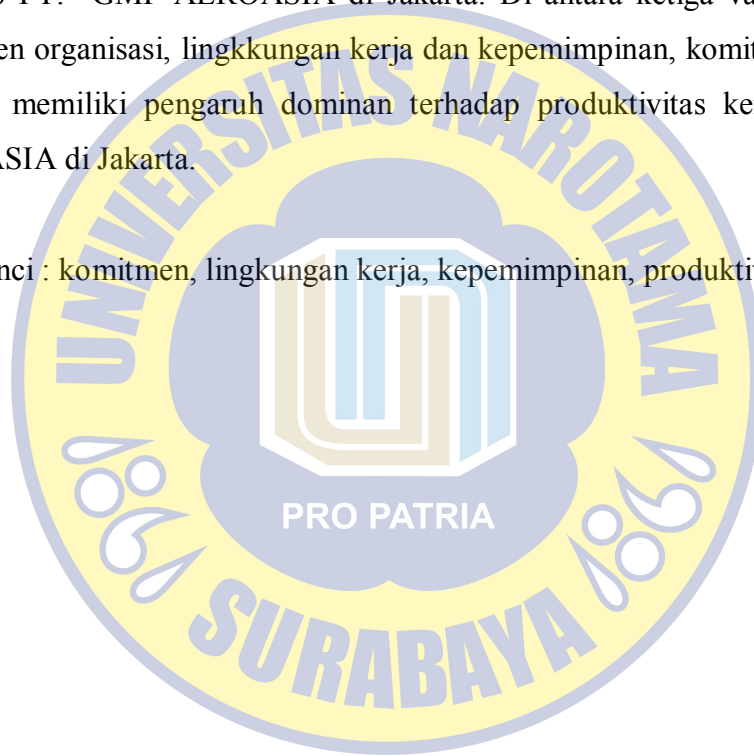 PT. GMF AEROASIA di Jakarta. Di antara ketiga va
en organisasi, lingkkungan kerja dan kepemimpinan, komit
memiliki pengaruh dominan terhadap produktivitas ke
ASIA di Jakarta.
nci : komitmen, lingkungan kerja, kepemimpinan, produktiv
UNIVERSITAS NAROTAMA
PRO PATRIA
SURABAYA